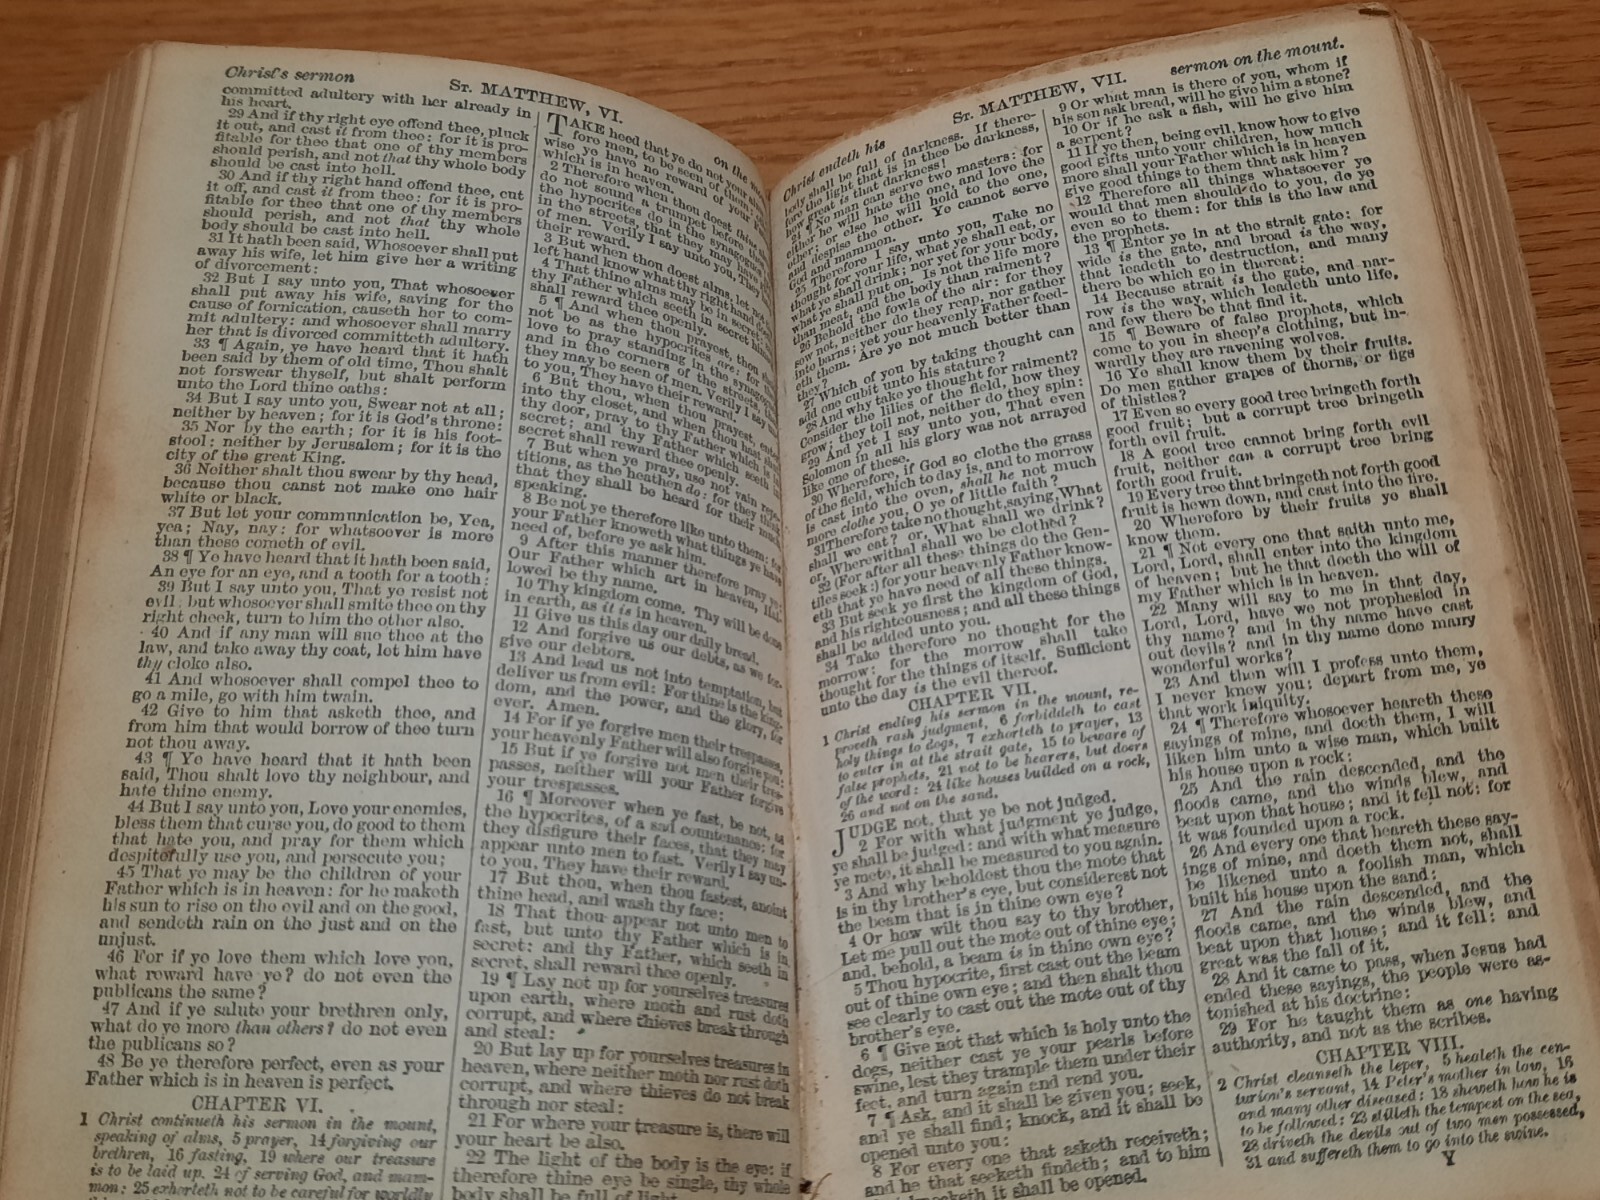 Christ's sermon
St. MATTHEW, VI.
on the
committed adultery with her already in
his heart.
29 And if thy right eye offend thee, pluck
it out, and cast it from thee: for it is pro-
fitable for thee that one of thy members
should perish, and not that thy whole body
should be cast into hell.
30 And if thy right hand offend thee, cut
it off, and cast it from thee: for it is pro-
fitable for thee that one of thy members
should perish, and not that thy whole
body should be cast into hell.
31 It hath been said, Whosoever shall put
away his wife, let him give her a writing
of divorcement:
32 But I say unto you, That whosoever
shall put away his wife, saving for the
cause of fornication, causeth her to com-
mit adultery: and whosoever shall marry
her that is divorced committeth adultery.
33 ¶ Again, ye have heard that it hath
been said by them of old time, Thou shalt
not forswear thyself, but shalt perform
unto the Lord thine oaths:
34 But I say unto you, Swear not at all;
neither by heaven; for it is God's throne:
35 Nor by the earth; for it is his foot-
stool: neither by Jerusalem; for it is the
city of the great King.
36 Neither shalt thou swear by thy head,
because thou canst not make one hair
white or black.
37 But let your communication be, Yea,
yea; Nay, nay: for whatsoever is more
than these cometh of evil.
38 ¶ Ye have heard that it hath been said,
An eye for an eye, and a tooth for a tooth:
39 But I say unto you, That ye resist not
evil: but whosoever shall smite thee on thy
right cheek, turn to him the other also.
40 And if any man will sue thee at the
law, and take away thy coat, let him have
thy cloke also.
41 And whosoever shall compel thee to
go a mile, go with him twain.
42 Give to him that asketh thee, and
from him that would borrow of thee turn
not thou away.
43 ¶ Ye have heard that it hath been
said, Thou shalt love thy neighbour, and
hate thine enemy.
44 But I say unto you, Love your enemies,
bless them that curse you, do good to them
that hate you, and pray for them which
despitefully use you, and persecute you;
45 That ye may be the children of your
Father which is in heaven: for he maketh
his sun to rise on the evil and on the good,
and sendeth rain on the just and on the
unjust.
46 For if ye love them which love you,
what reward have ye? do not even the
publicans the same?
47 And if ye salute your brethren only,
what do ye more than others? do not even
the publicans so?
48 Be ye therefore perfect, even as your
Father which is in heaven is perfect.
CHAPTER VI.
1 Christ continueth his sermon in the mount,
speaking of alms, 5 prayer, 14 forgiving our
brethren, 16 fasting, 19 where our treasure
is to be laid up. 24 of serving God, and mam-
mon: 25 exhorteth not to be careful for worldly
TAKE heed that ye do not your alms
fore men, to be seen of them:
wise ye have no reward of your
which is in heaven.
2 Therefore when thou doest thine
do not sound a trumpet before thee,
the hypocrites do in the synagogues
in the streets, that they may have
of men. Verily I say unto you, They
their reward.
3 But when thou doest alms, let not
left hand know what thy right hand
4 That thine alms may be in secret:
thy Father which seeth in secret himself
shall reward thee openly.
5 ¶ And when thou prayest, thou
not be as the hypocrites are: for
love to pray standing in the synagogues
and in the corners of the streets, that
they may be seen of men. Verily I say
to you, They have their reward.
6 But thou, when thou prayest, enter
into thy closet, and when thou hast shut
thy door, pray to thy Father which is in
secret; and thy Father which seeth in
secret shall reward thee openly.
7 But when ye pray, use not vain repe-
titions, as the heathen do: for they think
that they shall be heard for their much
speaking.
8 Be not ye therefore like unto them: for
your Father knoweth what things ye have
need of, before ye ask him.
9 After this manner therefore pray ye:
Our Father which art in heaven, Hal-
lowed be thy name.
10 Thy kingdom come. Thy will be done
in earth, as it is in heaven.
11 Give us this day our daily bread.
12 And forgive us our debts, as we for-
give our debtors.
13 And lead us not into temptation, but
deliver us from evil: For thine is the king-
dom, and the power, and the glory, for
ever. Amen.
14 For if ye forgive men their trespasses,
your heavenly Father will also forgive you:
15 But if ye forgive not men their tres-
passes, neither will your Father forgive
your trespasses.
16 ¶ Moreover when ye fast, be not, as
the hypocrites, of a sad countenance: for
they disfigure their faces, that they may
appear unto men to fast. Verily I say un-
to you, They have their reward.
17 But thou, when thou fastest, anoint
thine head, and wash thy face;
18 That thou appear not unto men to
fast, but unto thy Father which is in
secret: and thy Father, which seeth in
secret, shall reward thee openly.
19 ¶ Lay not up for yourselves treasures
upon earth, where moth and rust doth
corrupt, and where thieves break through
and steal:
20 But lay up for yourselves treasures in
heaven, where neither moth nor rust doth
corrupt, and where thieves do not break
through nor steal:
21 For where your treasure is, there will
your heart be also.
22 The light of the body is the eye: if
therefore thine eye be single, thy whole
body shall be full of light.
Christ endeth his
St. MATTHEW, VII.
sermon on the mount.
body shall be full of darkness. If there-
fore the light that is in thee be darkness,
how great is that darkness!
24 ¶ No man can serve two masters: for
either he will hate the one, and love the
other; or else he will hold to the one,
and despise the other. Ye cannot serve
God and mammon.
25 Therefore I say unto you, Take no
thought for your life, what ye shall eat, or
what ye shall drink; nor yet for your body,
what ye shall put on. Is not the life more
than meat, and the body than raiment?
26 Behold the fowls of the air: for they
sow not, neither do they reap, nor gather
into barns; yet your heavenly Father feed-
eth them. Are ye not much better than
they?
27 Which of you by taking thought can
add one cubit unto his stature?
28 And why take ye thought for raiment?
Consider the lilies of the field, how they
grow; they toil not, neither do they spin:
29 And yet I say unto you, That even
Solomon in all his glory was not arrayed
like one of these.
30 Wherefore, if God so clothe the grass
of the field, which to day is, and to morrow
is cast into the oven, shall he not much
more clothe you, O ye of little faith?
31 Therefore take no thought, saying, What
shall we eat? or, What shall we drink?
or, Wherewithal shall we be clothed?
32 (For after all these things do the Gen-
tiles seek:) for your heavenly Father know-
eth that ye have need of all these things.
33 But seek ye first the kingdom of God,
and his righteousness; and all these things
shall be added unto you.
34 Take therefore no thought for the
morrow: for the morrow shall take
thought for the things of itself. Sufficient
unto the day is the evil thereof.
CHAPTER VII.
1 Christ ending his sermon in the mount, re-
proveth rash judgment, 6 forbiddeth to cast
holy things to dogs, 7 exhorteth to prayer, 13
to enter in at the strait gate, 15 to beware of
false prophets, 21 not to be hearers, but doers
of the word: 24 like houses builded on a rock,
26 and not on the sand.
JUDGE not, that ye be not judged.
2 For with what judgment ye judge,
ye shall be judged: and with what measure
ye mete, it shall be measured to you again.
3 And why beholdest thou the mote that
is in thy brother's eye, but considerest not
the beam that is in thine own eye?
4 Or how wilt thou say to thy brother,
Let me pull out the mote out of thine eye;
and, behold, a beam is in thine own eye?
5 Thou hypocrite, first cast out the beam
out of thine own eye; and then shalt thou
see clearly to cast out the mote out of thy
brother's eye.
6 ¶ Give not that which is holy unto the
dogs, neither cast ye your pearls before
swine, lest they trample them under their
feet, and turn again and rend you.
7 ¶ Ask, and it shall be given you; seek,
and ye shall find; knock, and it shall be
opened unto you:
8 For every one that asketh receiveth;
and he that seeketh findeth; and to him
that knocketh it shall be opened.
9 Or what man is there of you, whom if
his son ask bread, will he give him a stone?
10 Or if he ask a fish, will he give him
a serpent?
11 If ye then, being evil, know how to give
good gifts unto your children, how much
more shall your Father which is in heaven
give good things to them that ask him?
12 Therefore all things whatsoever ye
would that men should do to you, do ye
even so to them: for this is the law and
the prophets.
13 ¶ Enter ye in at the strait gate: for
wide is the gate, and broad is the way,
that leadeth to destruction, and many
there be which go in thereat:
14 Because strait is the gate, and nar-
row is the way, which leadeth unto life,
and few there be that find it.
15 ¶ Beware of false prophets, which
come to you in sheep's clothing, but in-
wardly they are ravening wolves.
16 Ye shall know them by their fruits.
Do men gather grapes of thorns, or figs
of thistles?
17 Even so every good tree bringeth forth
good fruit; but a corrupt tree bringeth
forth evil fruit.
18 A good tree cannot bring forth evil
fruit, neither can a corrupt tree bring
forth good fruit.
19 Every tree that bringeth not forth good
fruit is hewn down, and cast into the fire.
20 Wherefore by their fruits ye shall
know them.
21 ¶ Not every one that saith unto me,
Lord, Lord, shall enter into the kingdom
of heaven; but he that doeth the will of
my Father which is in heaven.
22 Many will say to me in that day,
Lord, Lord, have we not prophesied in
thy name? and in thy name have cast
out devils? and in thy name done many
wonderful works?
23 And then will I profess unto them,
I never knew you: depart from me, ye
that work iniquity.
24 ¶ Therefore whosoever heareth these
sayings of mine, and doeth them, I will
liken him unto a wise man, which built
his house upon a rock:
25 And the rain descended, and the
floods came, and the winds blew, and
beat upon that house; and it fell not: for
it was founded upon a rock.
26 And every one that heareth these say-
ings of mine, and doeth them not, shall
be likened unto a foolish man, which
built his house upon the sand:
27 And the rain descended, and the
floods came, and the winds blew, and
beat upon that house; and it fell: and
great was the fall of it.
28 And it came to pass, when Jesus had
ended these sayings, the people were as-
tonished at his doctrine:
29 For he taught them as one having
authority, and not as the scribes.
CHAPTER VIII.
2 Christ cleanseth the leper, 5 healeth the cen-
turion's servant, 14 Peter's mother in law, 16
and many other diseased: 18 sheweth how he is
to be followed: 23 stilleth the tempest on the sea,
28 driveth the devils out of two men possessed,
31 and suffereth them to go into the swine.
Y